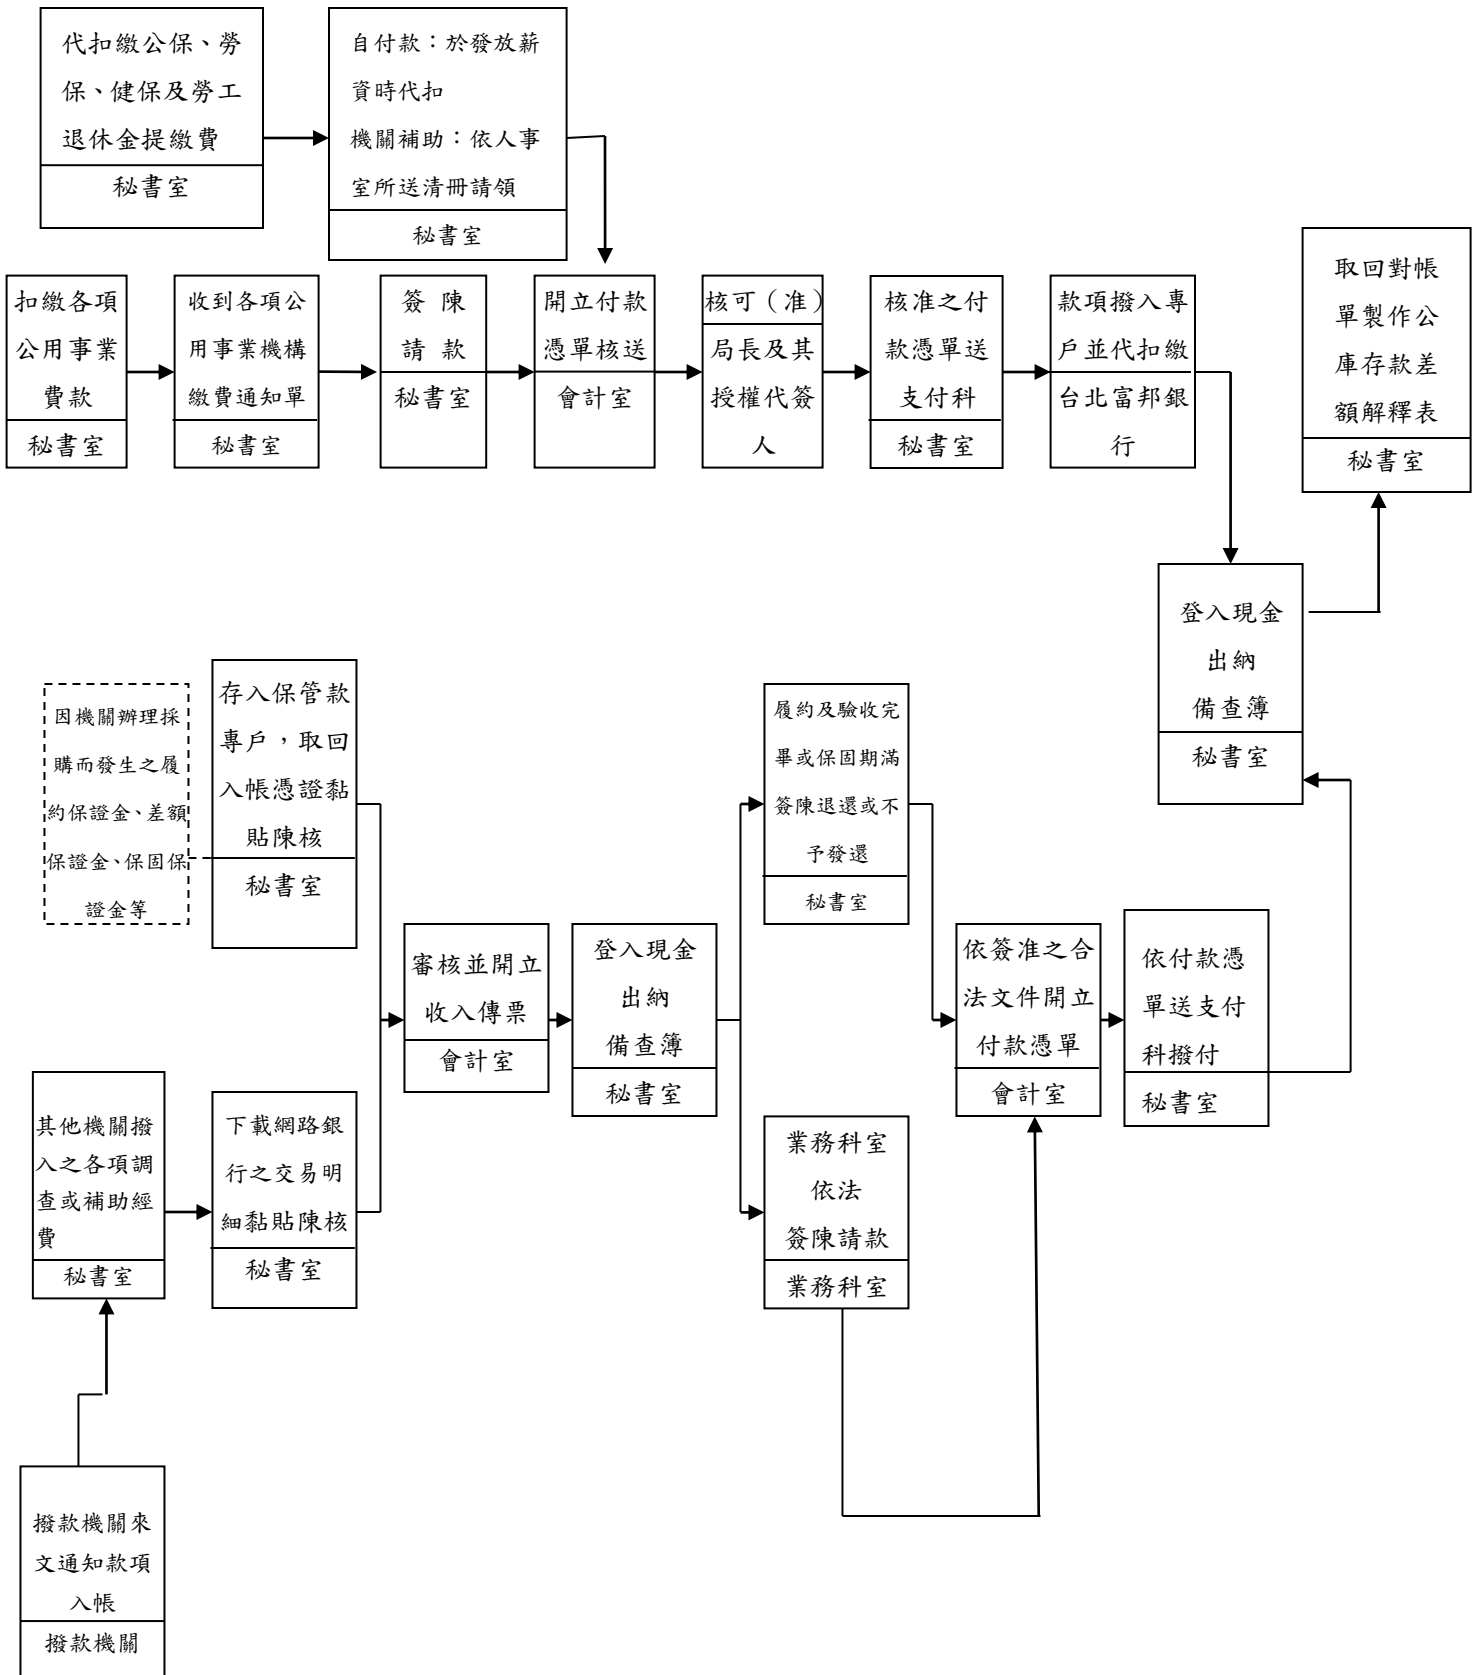 代扣繳公保、勞
保、健保及勞工
退休金提繳費
秘書室
自付款：於發放薪
資時代扣
機關補助：依人事
室所送清冊請領
秘書室
扣繳各項
公用事業
費款
秘書室
收到各項公
用事業機構
繳費通知單
秘書室
簽 陳
請 款
秘書室
開立付款
憑單核送
會計室
核可（准）
局長及其
授權代簽
人
核准之付
款憑單送
支付科
秘書室
款項撥入專
戶並代扣繳
台北富邦銀
行
取回對帳
單製作公
庫存款差
額解釋表
秘書室
登入現金
出納
備查簿
秘書室
因機關辦理採
購而發生之履
約保證金、差額
保證金、保固保
證金等
存入保管款
專戶，取回
入帳憑證黏
貼陳核
秘書室
審核並開立
收入傳票
會計室
登入現金
出納
備查簿
秘書室
履約及驗收完
畢或保固期滿
簽陳退還或不
予發還
秘書室
依簽准之合
法文件開立
付款憑單
會計室
依付款憑
單送支付
科撥付
秘書室
其他機關撥
入之各項調
查或補助經
費
秘書室
下載網路銀
行之交易明
細黏貼陳核
秘書室
業務科室
依法
簽陳請款
業務科室
撥款機關來
文通知款項
入帳
撥款機關